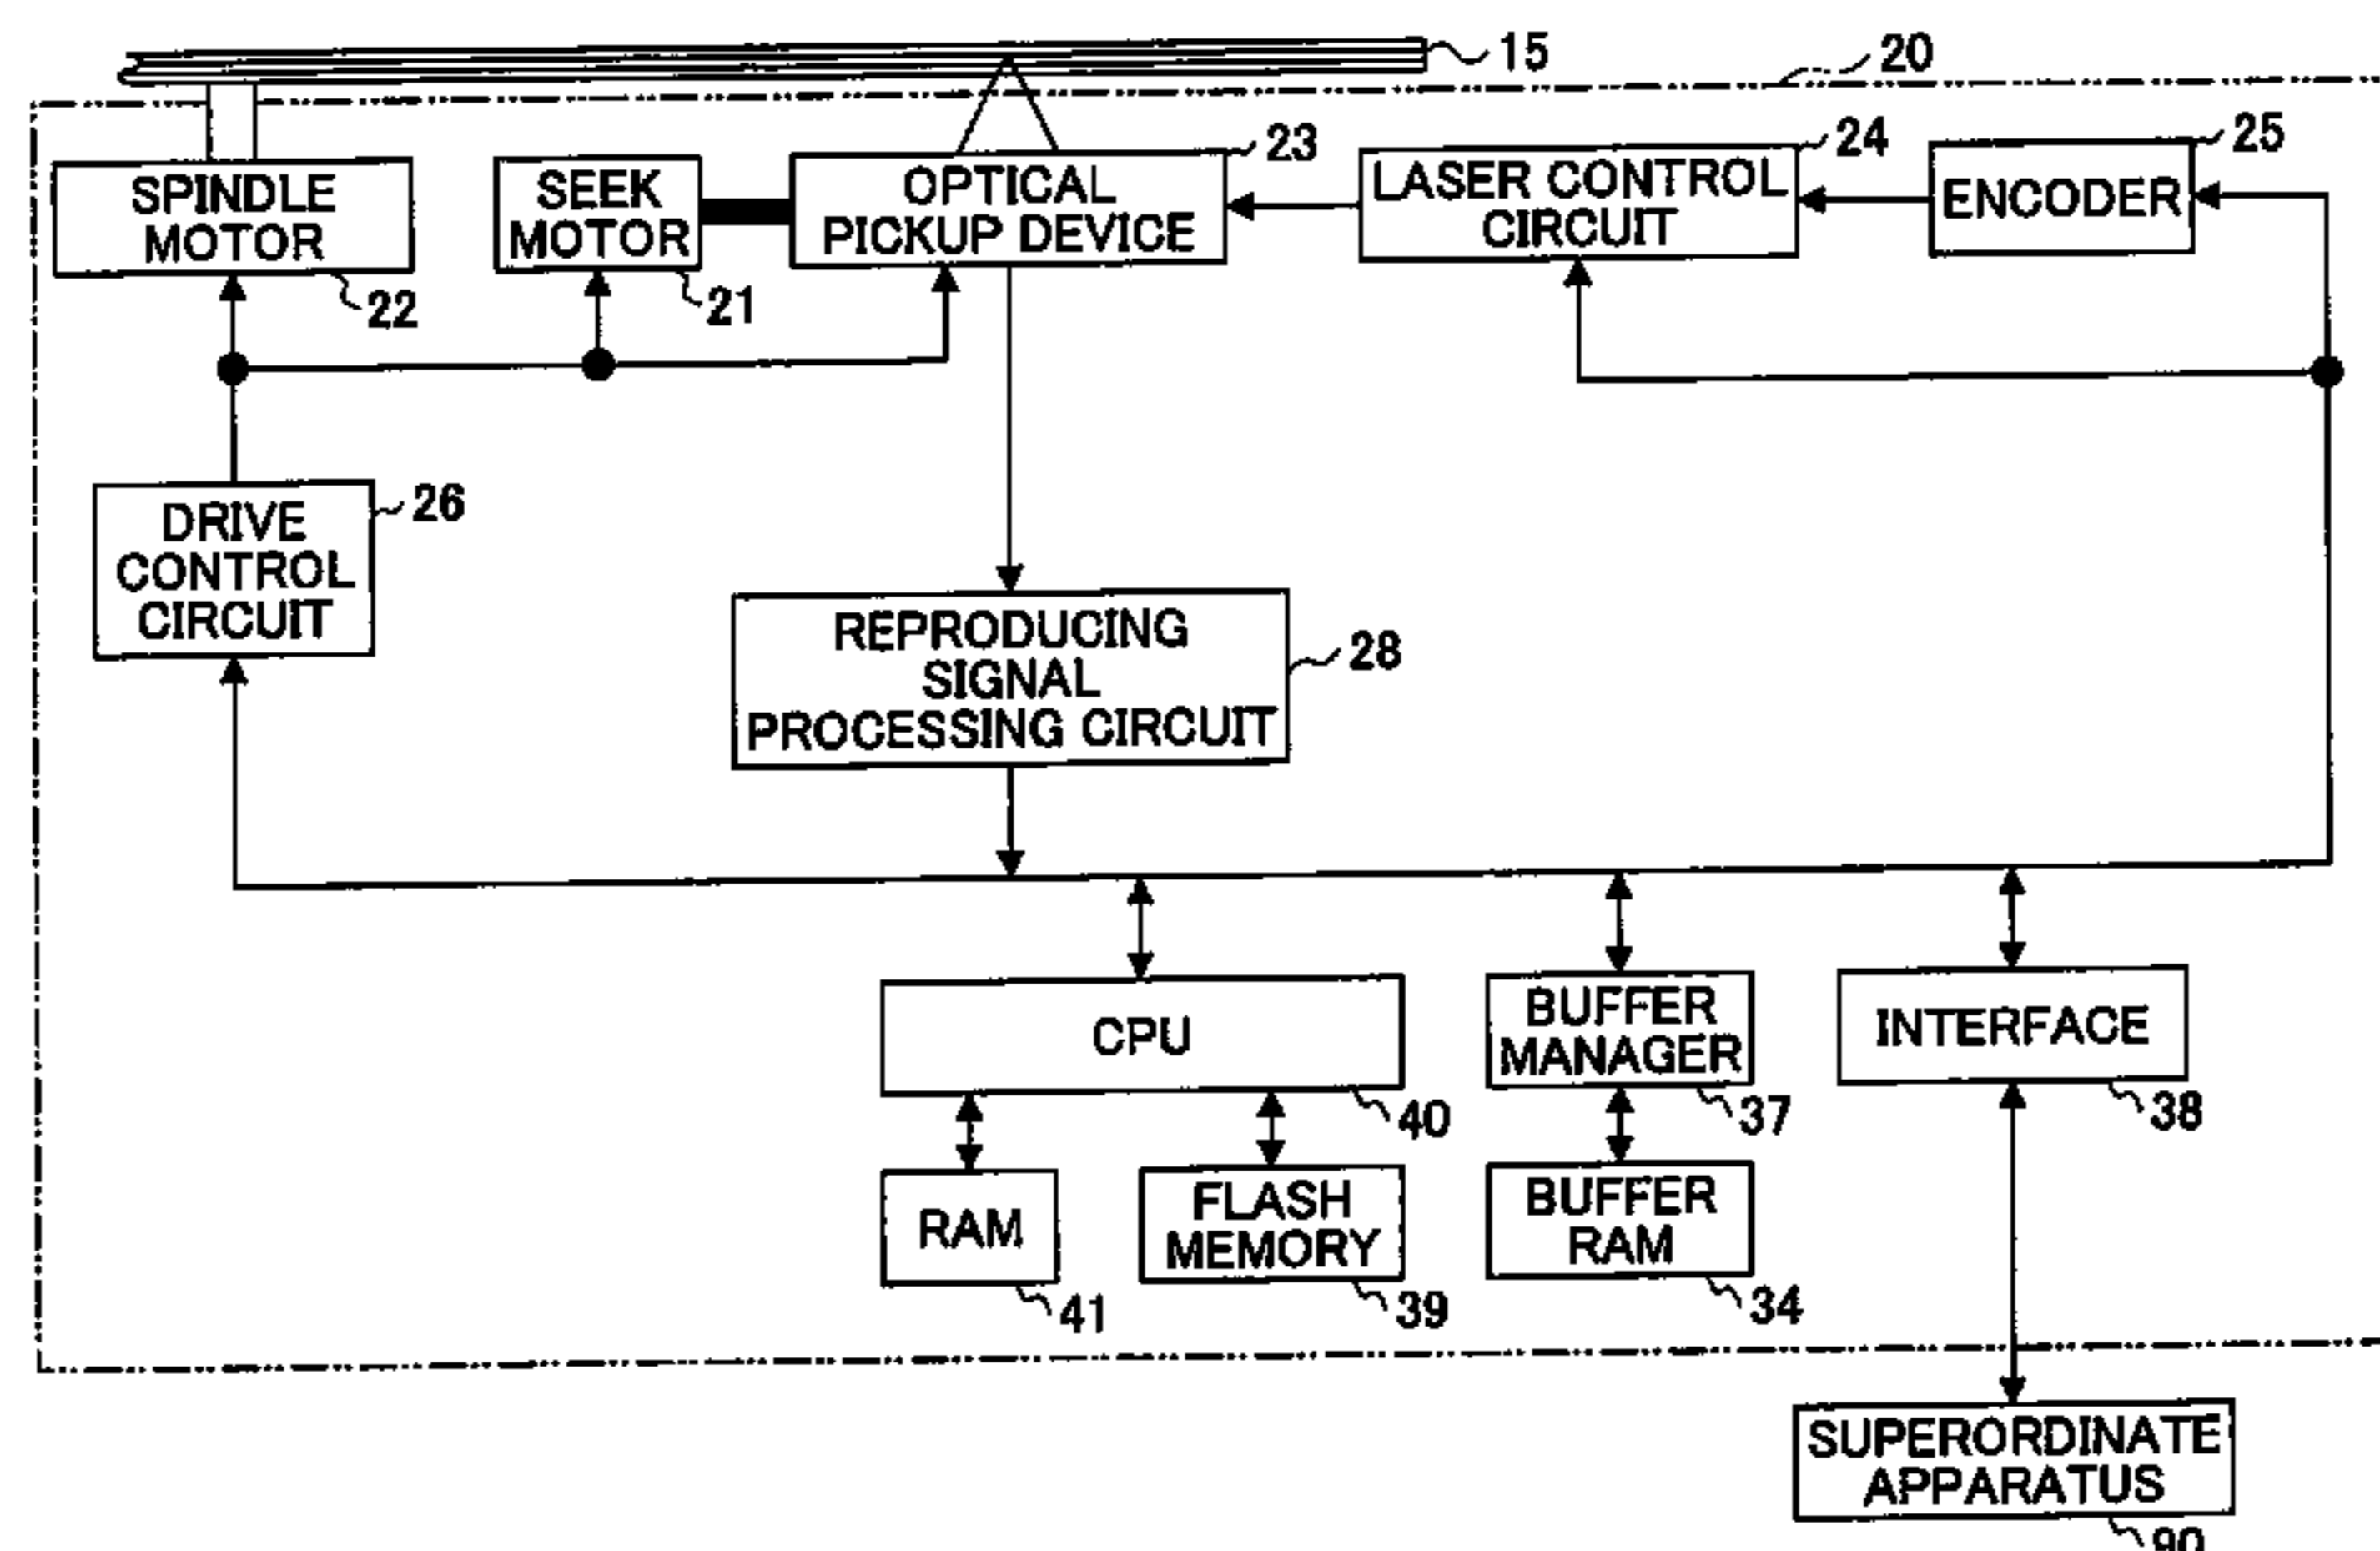 15
20
SPINDLE
MOTOR
22
SEEK
MOTOR
21
OPTICAL
PICKUP DEVICE
23
LASER CONTROL
CIRCUIT
24
ENCODER
25
DRIVE
CONTROL
CIRCUIT
26
REPRODUCING
SIGNAL
PROCESSING CIRCUIT
28
CPU
40
BUFFER
MANAGER
37
INTERFACE
38
RAM
41
FLASH
MEMORY
39
BUFFER
RAM
34
SUPERORDINATE
APPARATUS
90